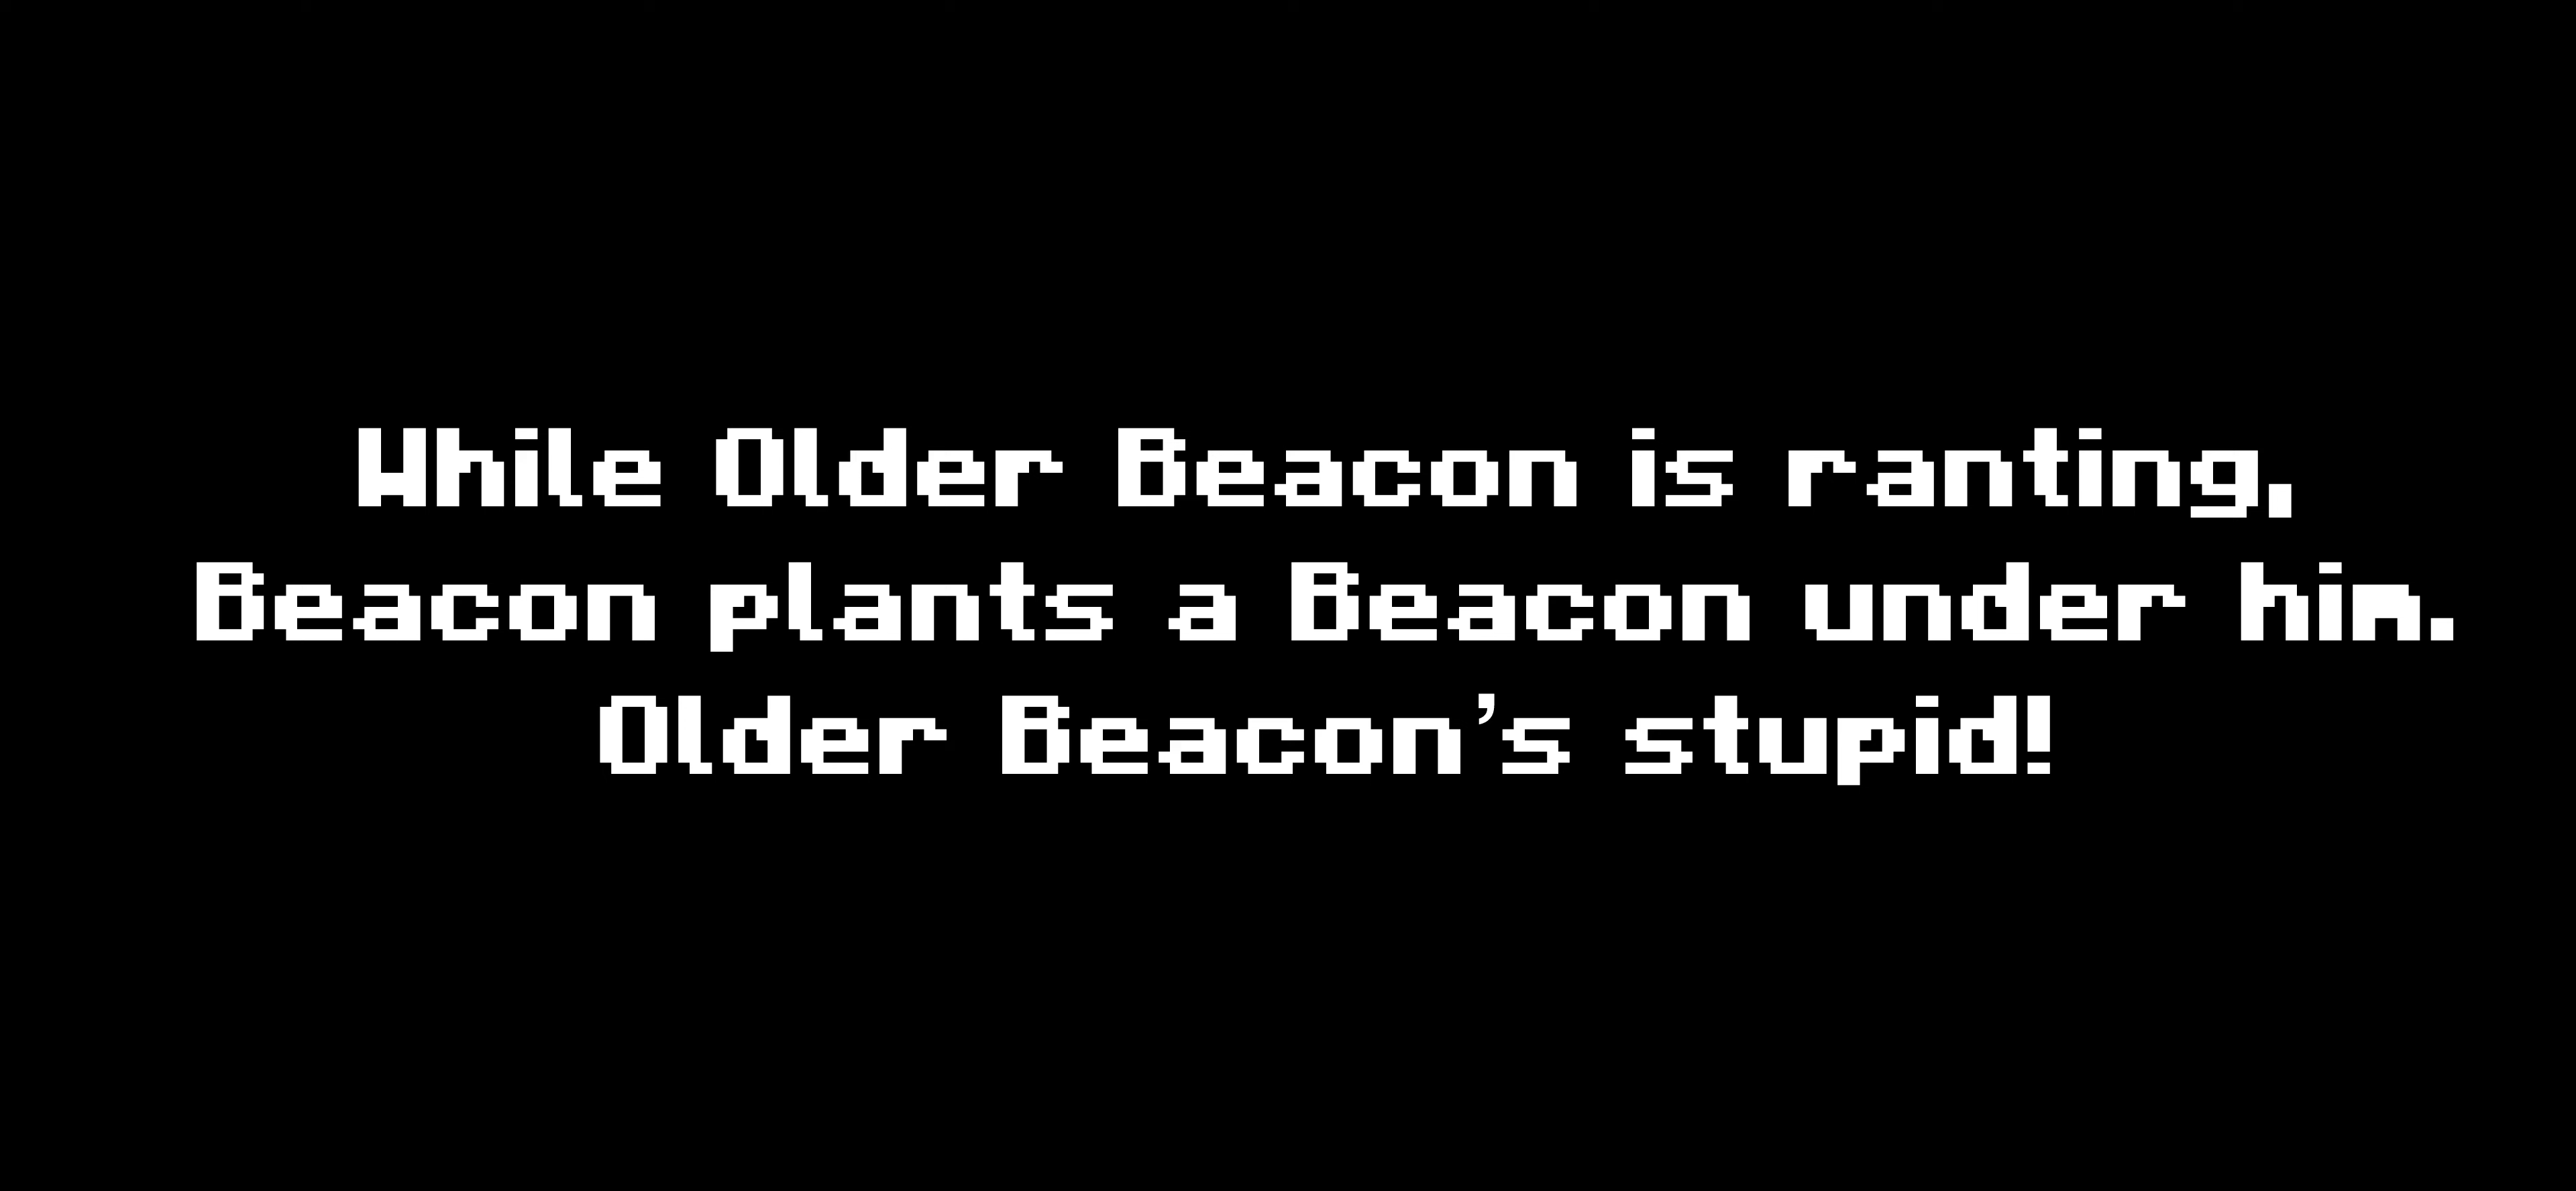 While Older Beacon is ranting,
Beacon plants a Beacon under him.
Older Beacon’s stupid!